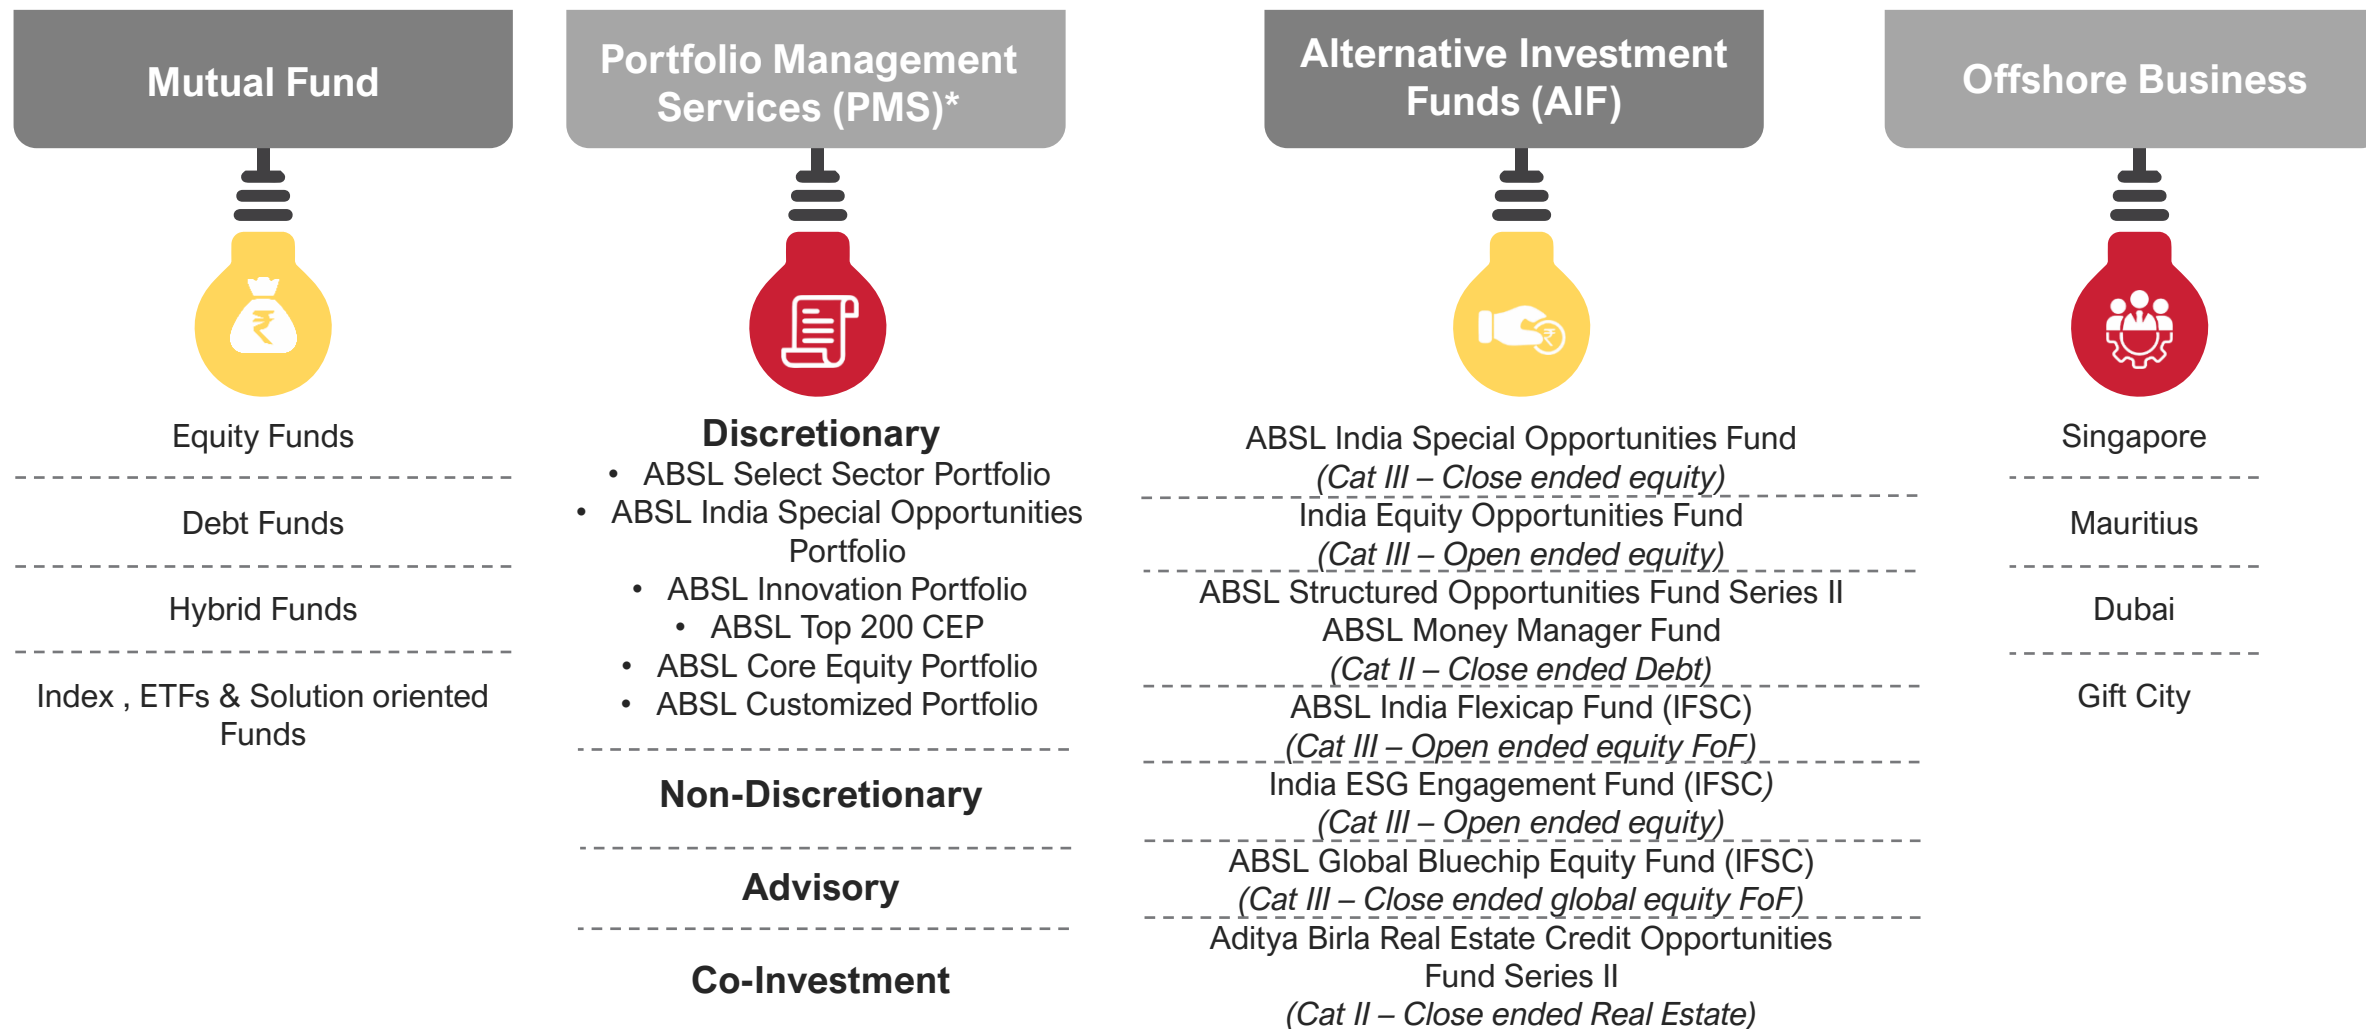 Mutual Fund
₹
Equity Funds
Debt Funds
Hybrid Funds
Index , ETFs & Solution oriented
Funds
Portfolio Management
Services (PMS)*
Discretionary
• ABSL Select Sector Portfolio
• ABSL India Special Opportunities
Portfolio
• ABSL Innovation Portfolio
• ABSL Top 200 CEP
• ABSL Core Equity Portfolio
• ABSL Customized Portfolio
Non-Discretionary
Advisory
Co-Investment
Alternative Investment
Funds (AIF)
₹
ABSL India Special Opportunities Fund
(Cat III – Close ended equity)
India Equity Opportunities Fund
(Cat III – Open ended equity)
ABSL Structured Opportunities Fund Series II
ABSL Money Manager Fund
(Cat II – Close ended Debt)
ABSL India Flexicap Fund (IFSC)
(Cat III – Open ended equity FoF)
India ESG Engagement Fund (IFSC)
(Cat III – Open ended equity)
ABSL Global Bluechip Equity Fund (IFSC)
(Cat III – Close ended global equity FoF)
Aditya Birla Real Estate Credit Opportunities
Fund Series II
(Cat II – Close ended Real Estate)
Offshore Business
Singapore
Mauritius
Dubai
Gift City